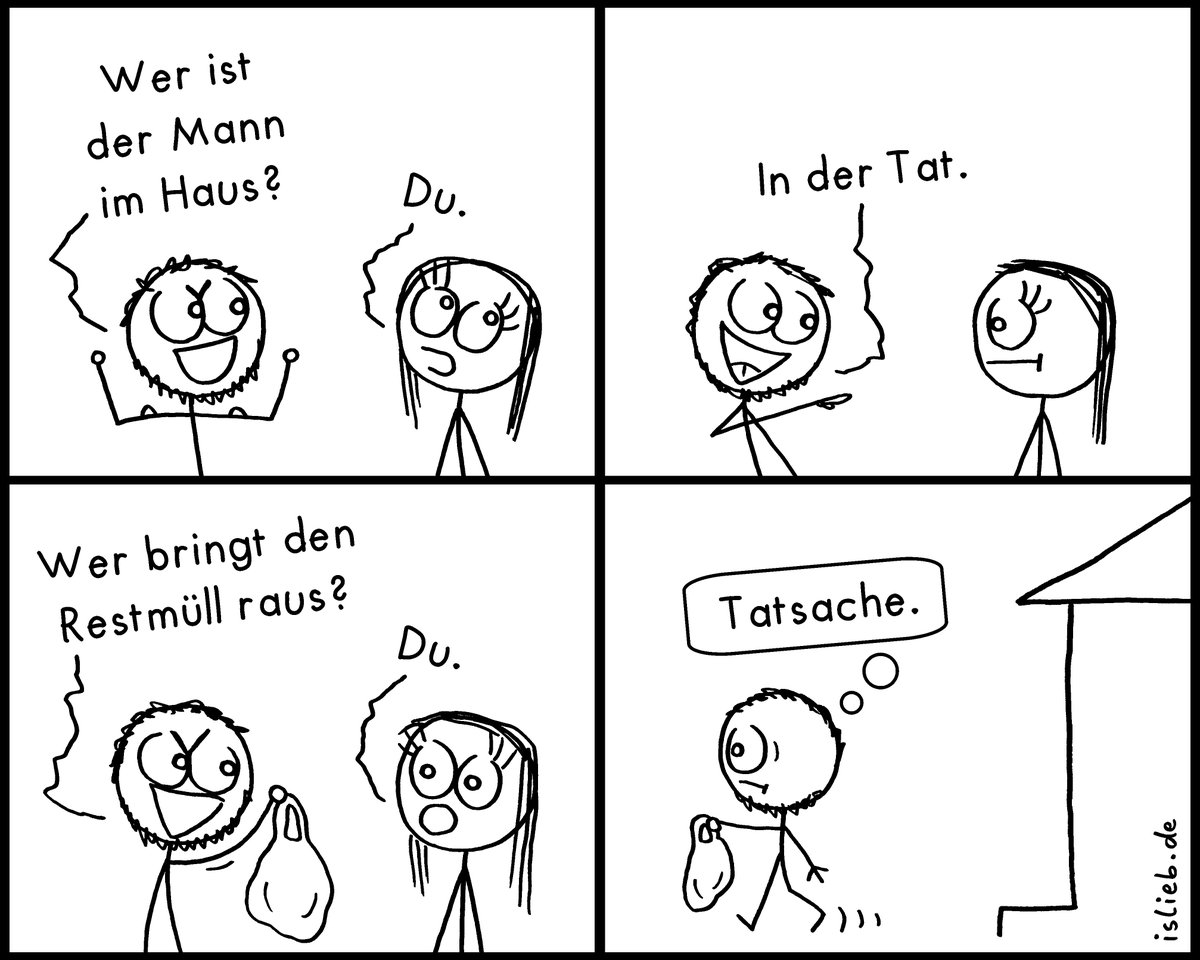 Wer ist
der Mann
im Haus?
Du.
In der Tat.
Wer bringt den
Restmüll raus?
Du.
Tatsache.
islieb.de